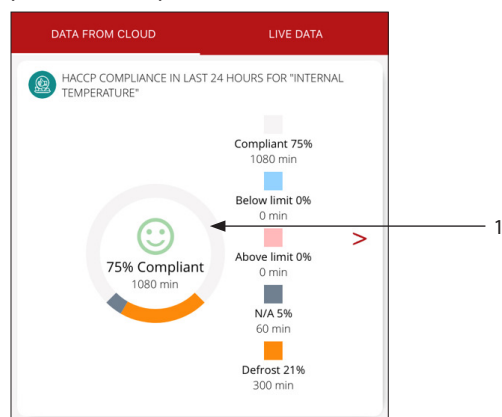 DATA FROM CLOUD
LIVE DATA
HACCP COMPLIANCE IN LAST 24 HOURS FOR "INTERNAL
TEMPERATURE"
Compliant 75%
1080 min
Below limit 0%
0 min
Above limit 0%
0 min
N/A 5%
60 min
Defrost 21%
300 min
75% Compliant
1080 min
>
1